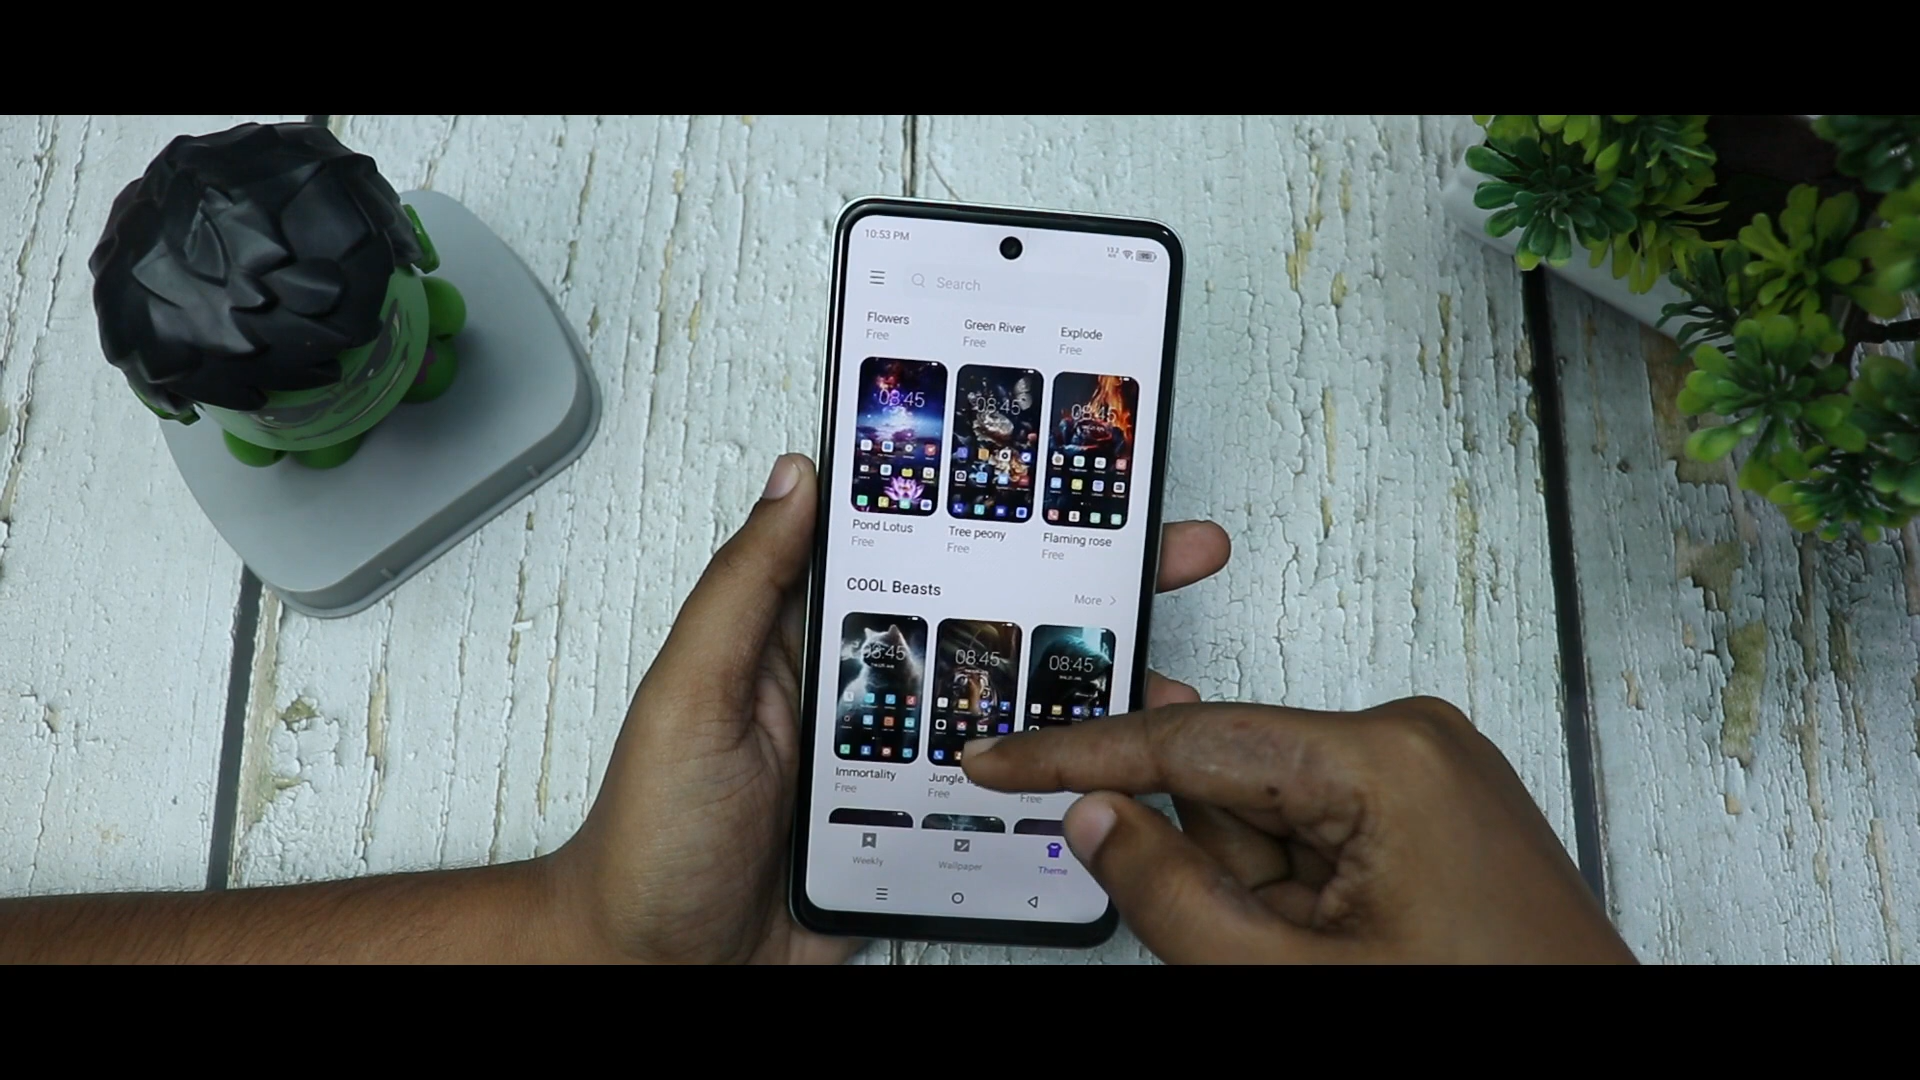 10:53 PM
Search
Flowers
Free
Green River
Free
Explode
Free
08:45
08:45
08:45
Pond Lotus
Free
Tree peony
Free
Flaming rose
Free
COOL Beasts
More
08:45
08:45
08:45
Immortality
Free
Jungle
Free
Free
Weekly
Wallpaper
Theme